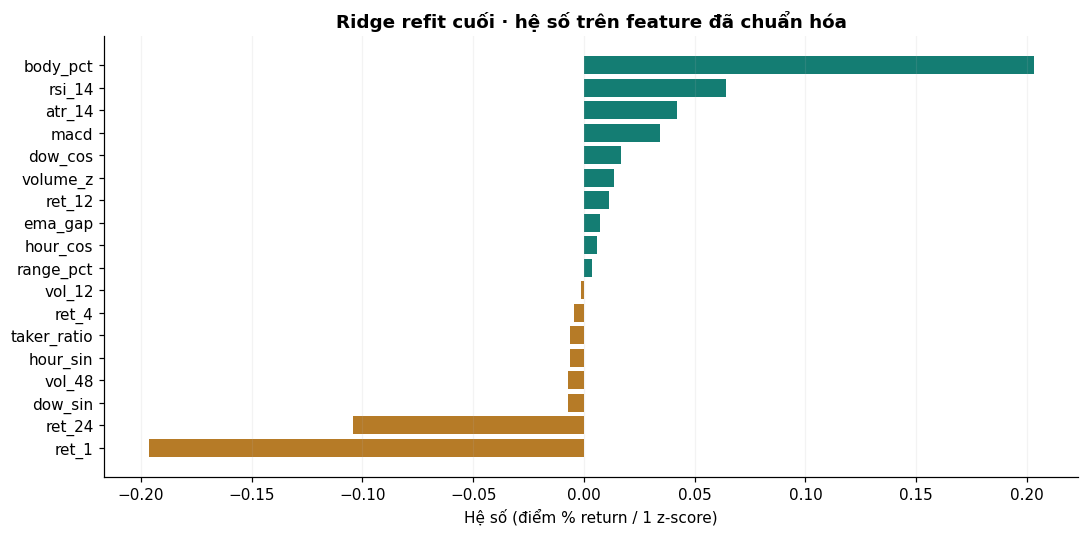 Ridge refit cuối · hệ số trên feature đã chuẩn hóa
body_pct
rsi_14
atr_14
macd
dow_cos
volume_z
ret_12
ema_gap
hour_cos
range_pct
vol_12
ret_4
taker_ratio
hour_sin
vol_48
dow_sin
ret_24
ret_1
−0.20 −0.15 −0.10 −0.05 0.00 0.05 0.10 0.15 0.20
Hệ số (điểm % return / 1 z-score)